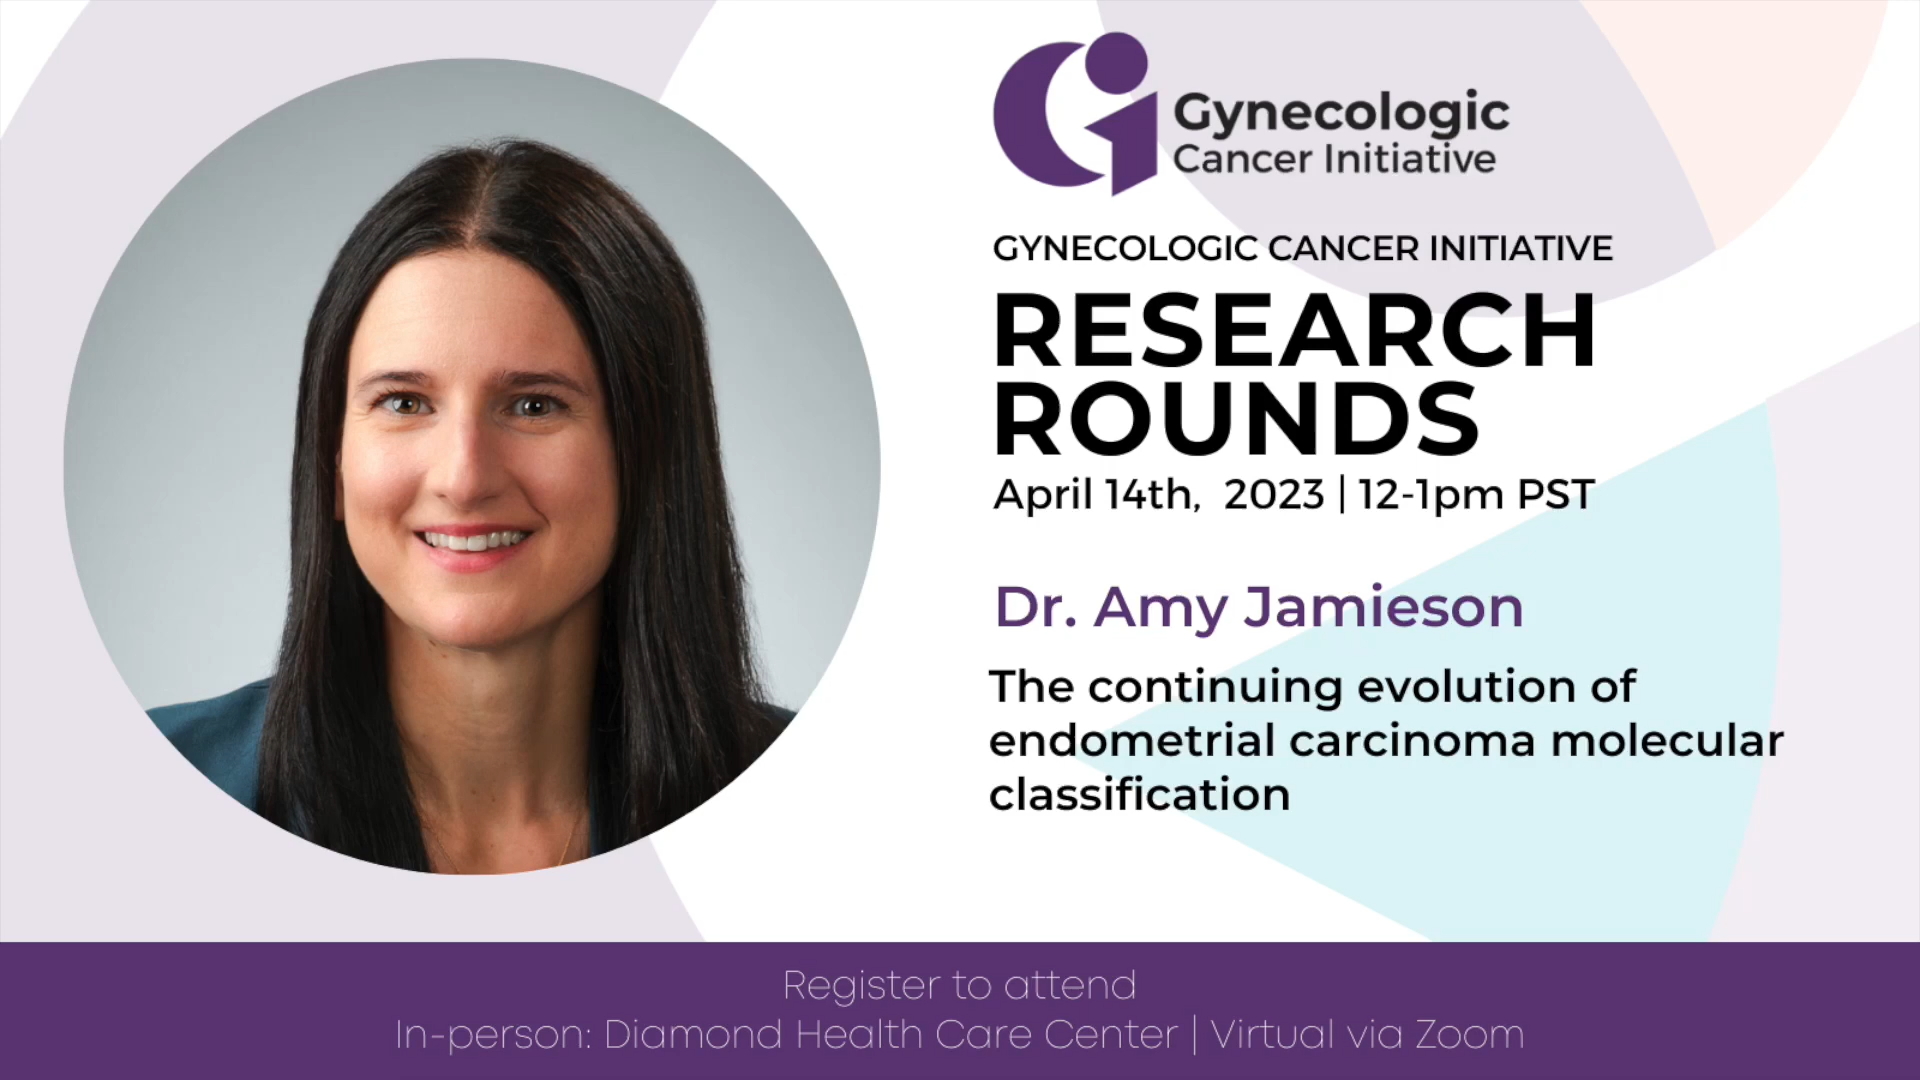 Gynecologic
Cancer Initiative
GYNECOLOGIC CANCER INITIATIVE
RESEARCH
ROUNDS
April 14th, 2023 | 12-1pm PST
Dr. Amy Jamieson
The continuing evolution of
endometrial carcinoma molecular
classification
Register to attend
In-person: Diamond Health Care Center | Virtual via Zoom